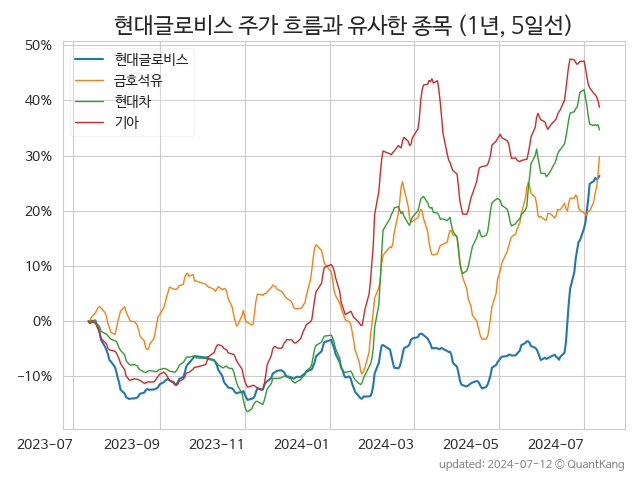 현대글로비스 주가 흐름과 유사한 종목 (1년, 5일선)
50%
40%
30%
20%
10%
0%
−10%
현대글로비스
금호석유
현대차
기아
2023-07
2023-09
2023-11
2024-01
2024-03
2024-05
2024-07
updated: 2024-07-12 © QuantKang